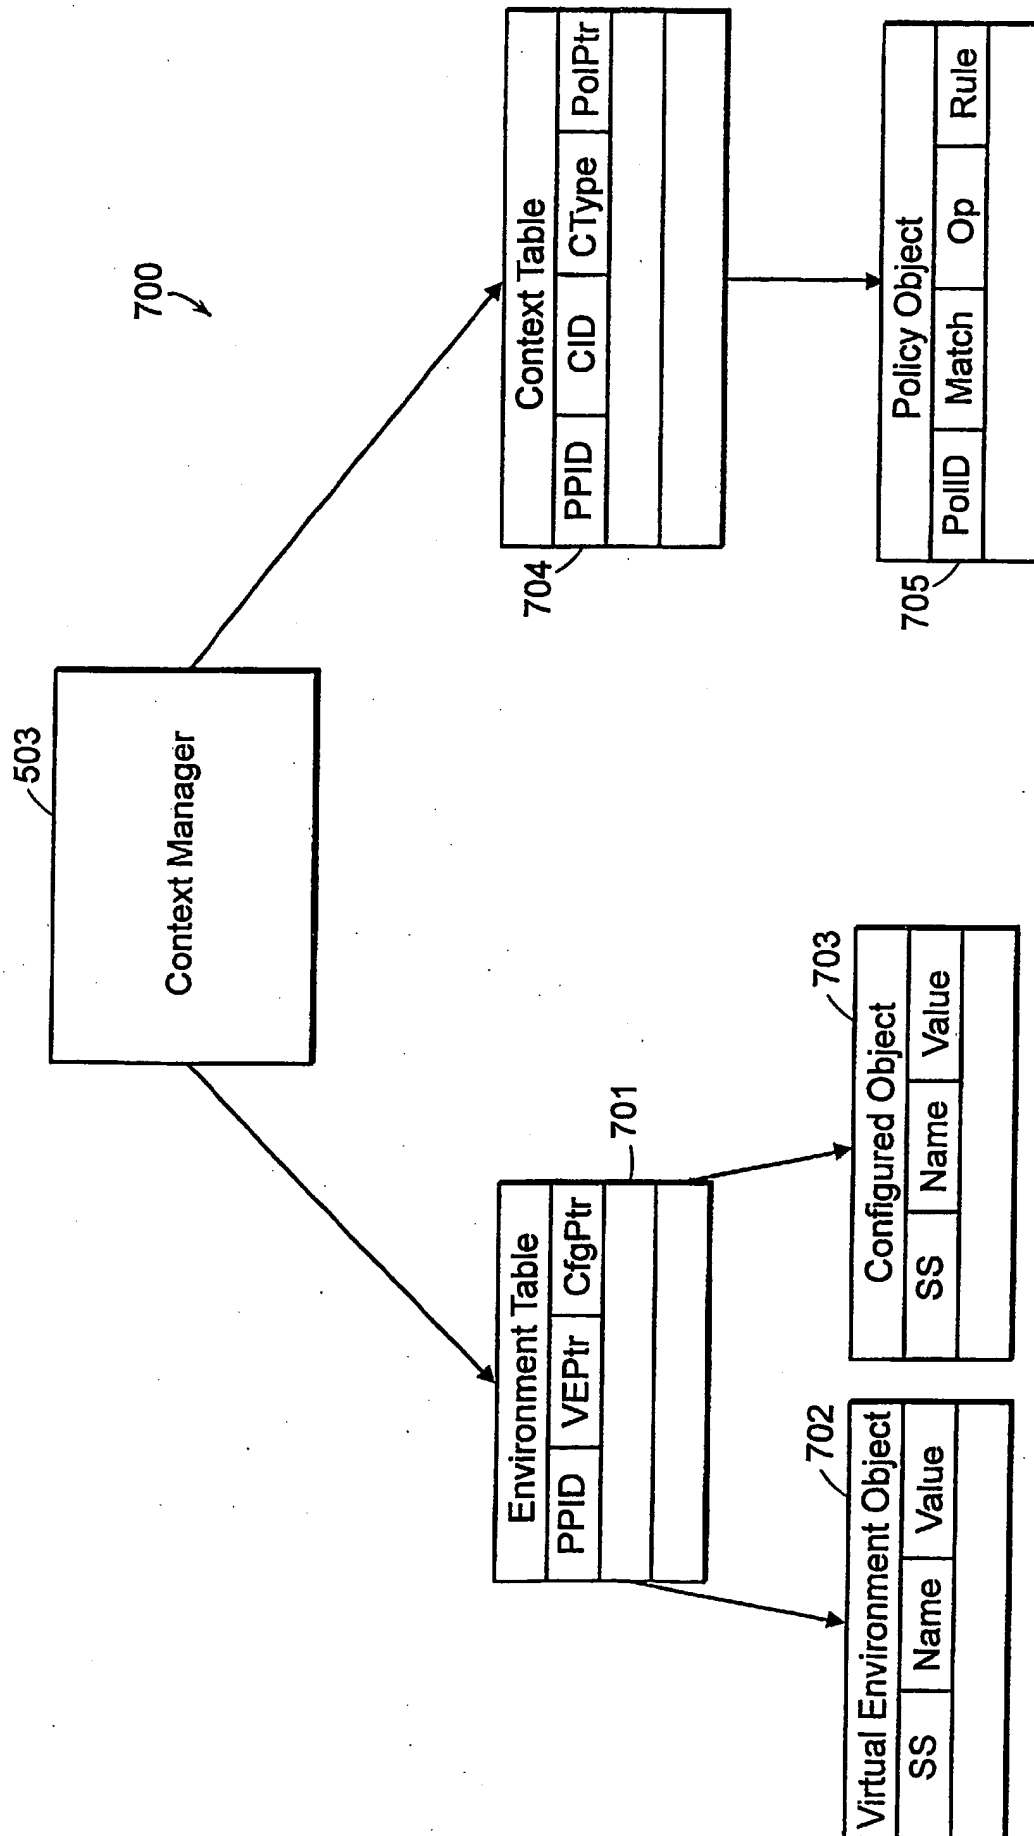 700
503
Context Manager
Environment Table
PPID VEPtr CfgPtr
701
Context Table
PPID CID CType PolPtr
704
Virtual Environment Object
SS Name Value
702
Configured Object
SS Name Value
703
Policy Object
PolID Match Op Rule
705